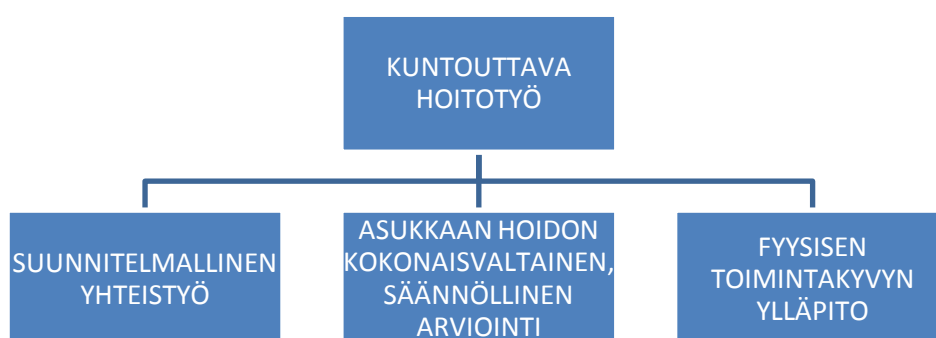 KUNTOUTTAVA
HOITOTYÖ
SUUNNITELMALLINEN
YHTEISTYÖ
ASUKKAAN HOIDON
KOKONAISVALTAINEN,
SÄÄNNÖLLINEN
ARVIOINTI
FYYSISEN
TOIMINTAKYVYN
YLLÄPITO